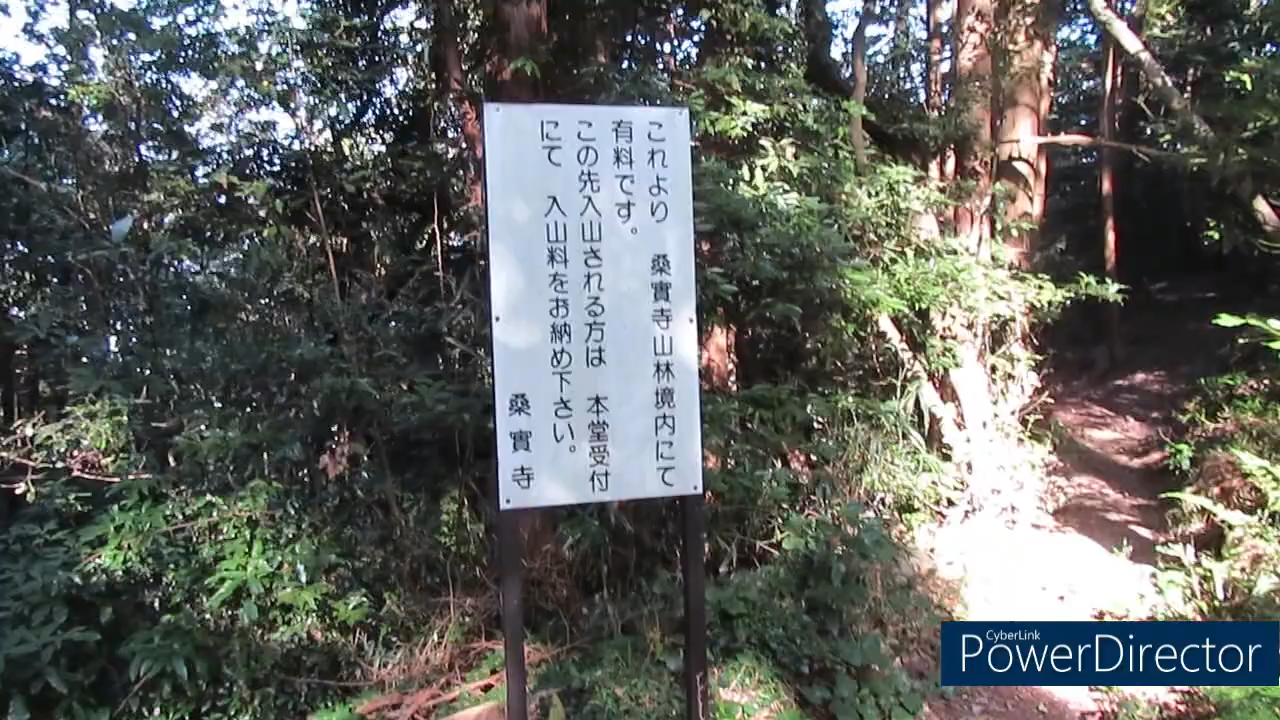 これより　桑實寺山林境内にて
有料です。
この先入山される方は　本堂受付
にて　入山料をお納め下さい。
桑實寺
CyberLink
PowerDirector